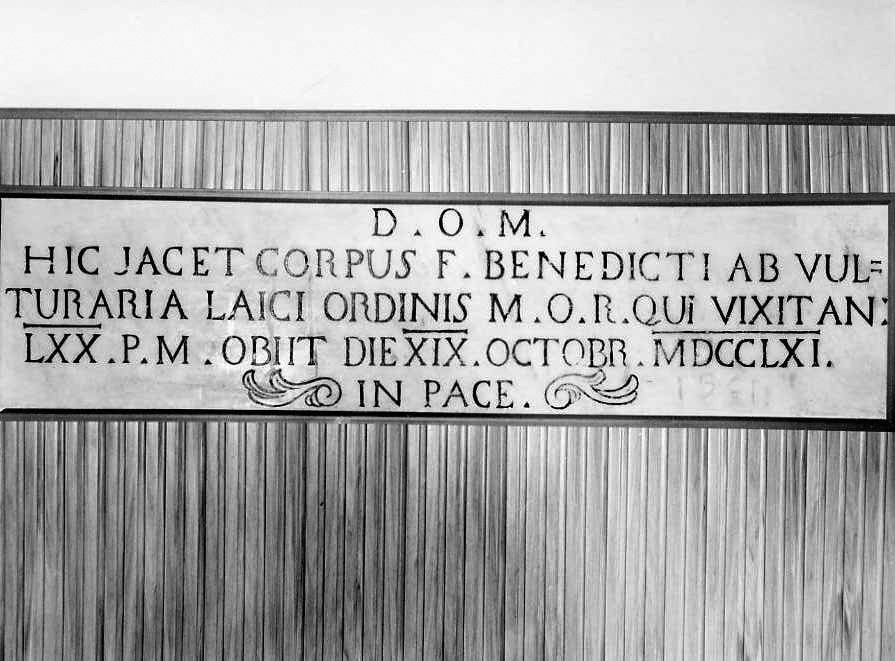 D . O . M .
HIC JACET CORPUS F. BENEDICTI AB VUL=
TURARIA LAICI ORDINIS M.O.R. QUi VIXIT AN.
LXX.P.M .OBIIT DIE XIX.OCTOBR.MDCCLXI.
IN PACE.